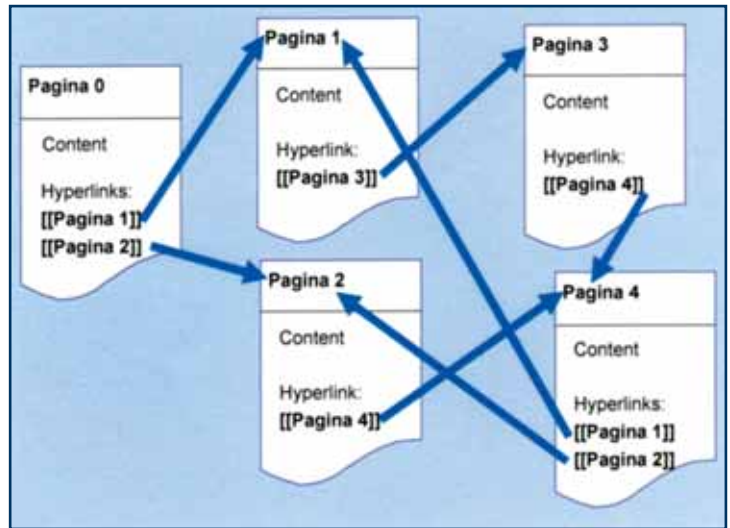 Pagina 0
Content
Hyperlinks:
[[Pagina 1]]
[[Pagina 2]]
Pagina 1
Content
Hyperlink:
[[Pagina 3]]
Pagina 2
Content
Hyperlink:
[[Pagina 4]]
Pagina 3
Content
Hyperlink:
[[Pagina 4]]
Pagina 4
Content
Hyperlinks:
[[Pagina 1]]
[[Pagina 2]]